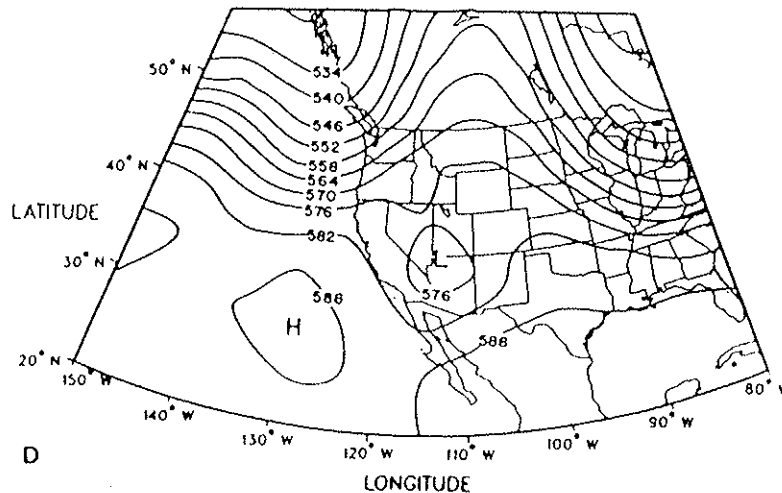 50° N
40° N
LATITUDE
30° N
20° N
150° W
140° W
130° W
120° W
110° W
100° W
90° W
80° W
LONGITUDE
534
540
546
552
558
564
570
576
582
588
H
L
576
588
D